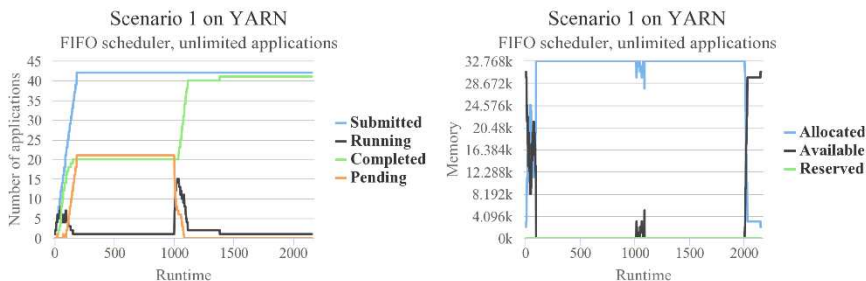 Scenario 1 on YARN
FIFO scheduler, unlimited applications
Number of applications
45
40
35
30
25
20
15
10
5
0
0
500
1000
1500
2000
Runtime
Submitted
Running
Completed
Pending
Scenario 1 on YARN
FIFO scheduler, unlimited applications
Memory
32.768k
28.672k
24.576k
20.48k
16.384k
12.288k
8.192k
4.096k
0k
0
500
1000
1500
2000
Runtime
Allocated
Available
Reserved